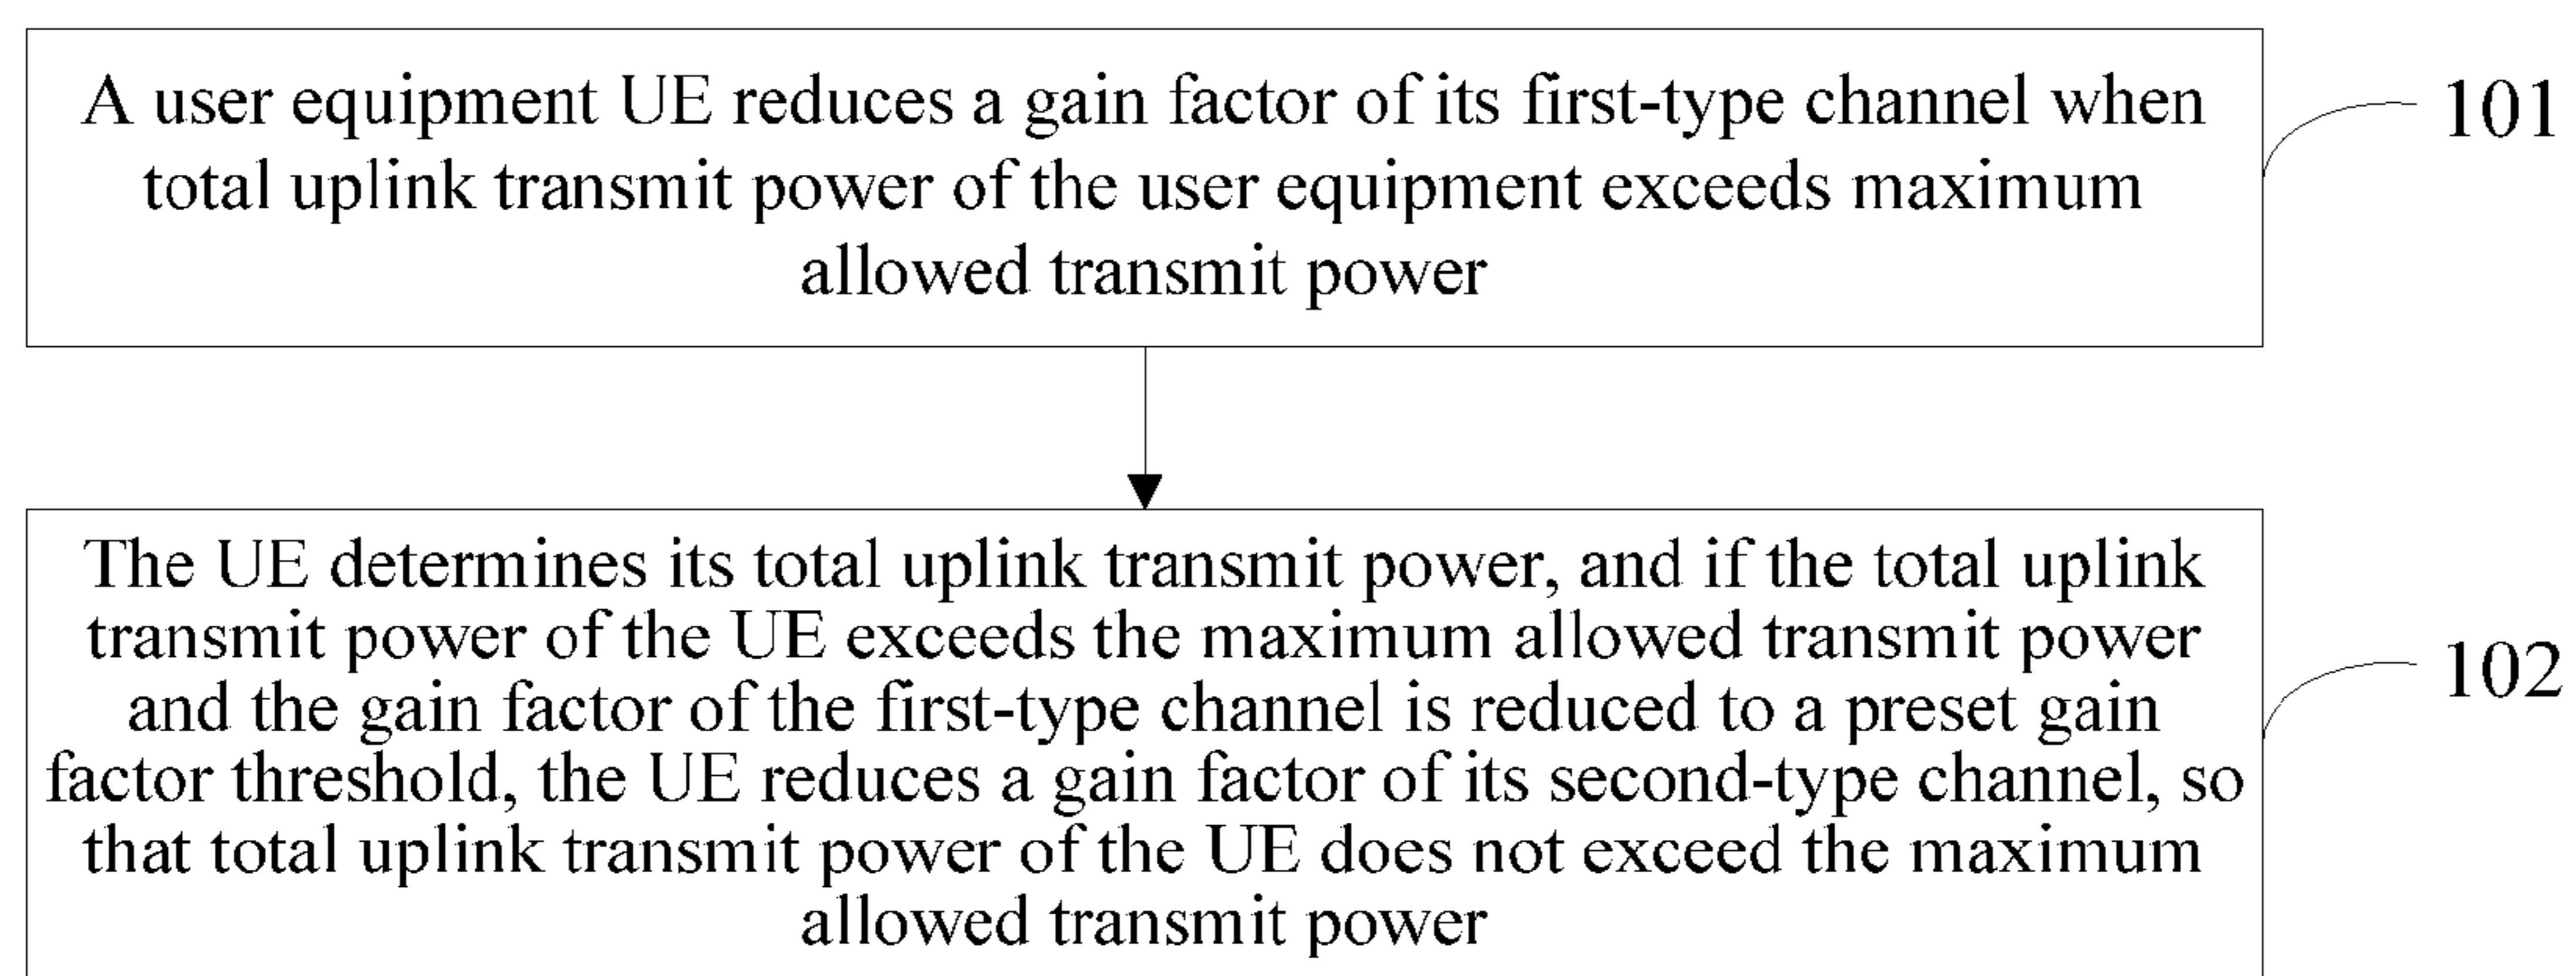 A user equipment UE reduces a gain factor of its first-type channel when
total uplink transmit power of the user equipment exceeds maximum
allowed transmit power
101
The UE determines its total uplink transmit power, and if the total uplink
transmit power of the UE exceeds the maximum allowed transmit power
and the gain factor of the first-type channel is reduced to a preset gain
factor threshold, the UE reduces a gain factor of its second-type channel, so
that total uplink transmit power of the UE does not exceed the maximum
allowed transmit power
102